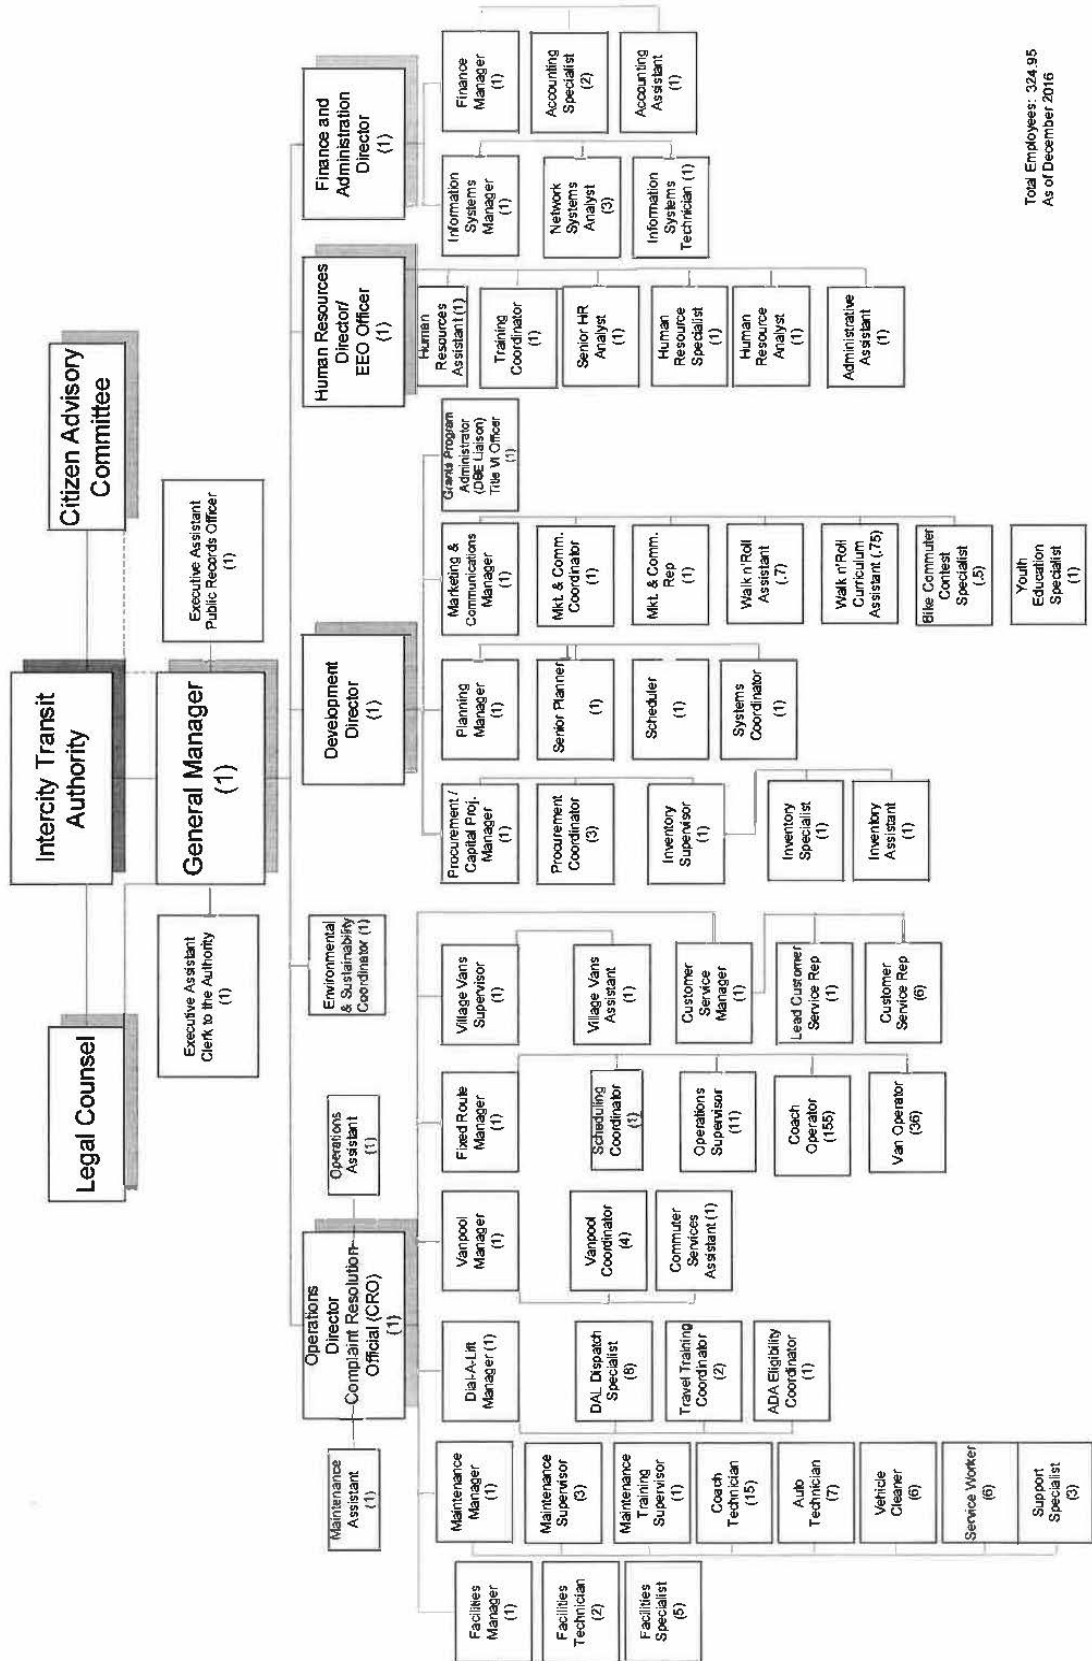 Intercity Transit
Authority
Legal Counsel
Citizen Advisory
Committee
General Manager
(1)
Executive Assistant
Clerk to the Authority
(1)
Executive Assistant
Public Records Officer
(1)
Environmental
& Sustainability
Coordinator (1)
Operations
Director
Complaint Resolution
Official (CRO)
(1)
Maintenance
Assistant
(1)
Operations
Assistant
(1)
Development
Director
(1)
Human Resources
Director/
EEO Officer
(1)
Finance and
Administration
Director
(1)
Facilities
Manager
(1)
Facilities
Technician
(2)
Facilities
Specialist
(5)
Maintenance
Manager
(1)
Maintenance
Supervisor
(3)
Maintenance
Training
Supervisor
(1)
Coach
Technician
(15)
Auto
Technician
(7)
Vehicle
Cleaner
(6)
Service Worker
(6)
Support
Specialist
(3)
Dial-A-Lift
Manager (1)
DAL Dispatch
Specialist
(8)
Travel Training
Coordinator
(2)
ADA Eligibility
Coordinator
(1)
Vanpool Manager
(1)
Vanpool
Coordinator
(4)
Commuter
Services
Assistant (1)
Fixed Route
Manager
(1)
Scheduling
Coordinator
(1)
Operations
Supervisor
(11)
Coach
Operator
(155)
Van Operator
(36)
Village Vans
Supervisor
(1)
Village Vans
Assistant
(1)
Customer
Service
Manager
(1)
Lead Customer
Service Rep
(1)
Customer
Service Rep
(6)
Procurement /
Capital Proj.
Manager
(1)
Procurement
Coordinator
(3)
Inventory
Supervisor
(1)
Inventory
Specialist
(1)
Inventory
Assistant
(1)
Planning
Manager
(1)
Senior Planner
(1)
Scheduler
(1)
Systems
Coordinator
(1)
Marketing &
Communications
Manager
(1)
Mkt. & Comm.
Coordinator
(1)
Mkt. & Comm.
Rep
(1)
Walk n'Roll
Assistant
(.7)
Walk n'Roll
Curriculum
Assistant (.75)
Bike Commuter
Contest
Specialist
(.5)
Youth
Education
Specialist
(1)
Grants Program
Administrator
(DBE Liaison)
Title VI Officer
(1)
Human
Resources
Assistant (1)
Training
Coordinator
(1)
Senior HR
Analyst
(1)
Human
Resource
Specialist
(1)
Human
Resource
Analyst
(1)
Administrative
Assistant
(1)
Information
Systems
Manager
(1)
Network
Systems
Analyst
(3)
Information
Systems
Technician (1)
Finance
Manager
(1)
Accounting
Specialist
(2)
Accounting
Assistant
(1)
Total Employees: 324.95
As of December 2016